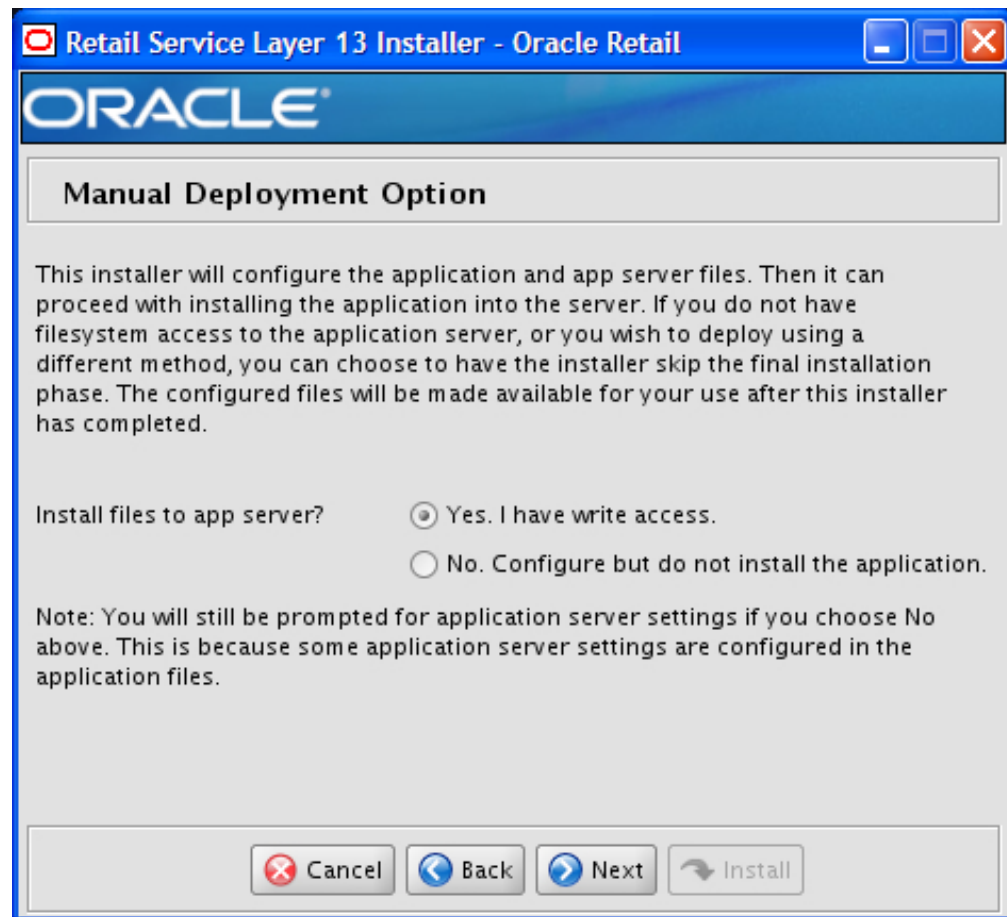 Retail Service Layer 13 Installer - Oracle Retail
ORACLE®
Manual Deployment Option
This installer will configure the application and app server files. Then it can
proceed with installing the application into the server. If you do not have
filesystem access to the application server, or you wish to deploy using a
different method, you can choose to have the installer skip the final installation
phase. The configured files will be made available for your use after this installer
has completed.
Install files to app server?
Yes. I have write access.
No. Configure but do not install the application.
Note: You will still be prompted for application server settings if you choose No
above. This is because some application server settings are configured in the
application files.
Cancel Back Next Install